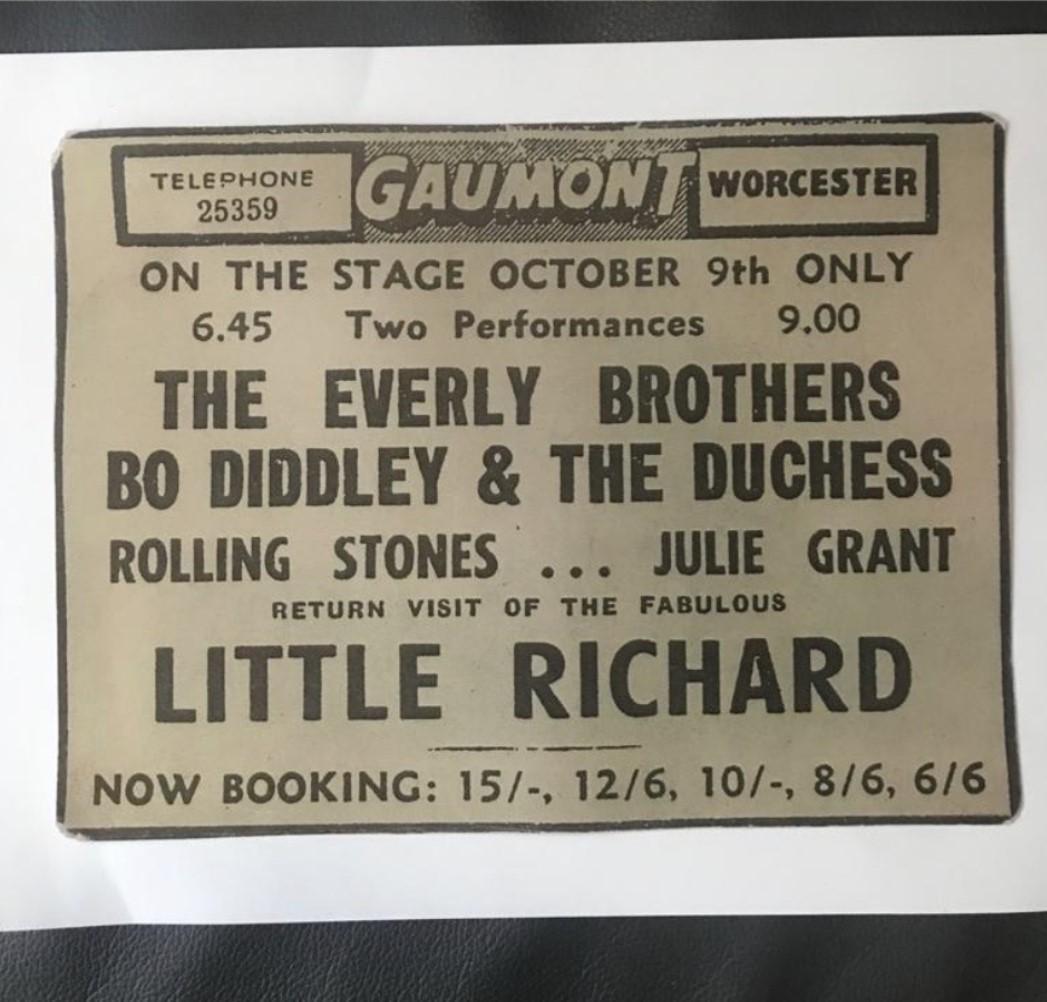 TELEPHONE
25359
GAUMONT
WORCESTER
ON THE STAGE OCTOBER 9th ONLY
6.45 Two Performances 9.00
THE EVERLY BROTHERS
BO DIDDLEY & THE DUCHESS
ROLLING STONES ... JULIE GRANT
RETURN VISIT OF THE FABULOUS
LITTLE RICHARD
NOW BOOKING: 15/-, 12/6, 10/-, 8/6, 6/6